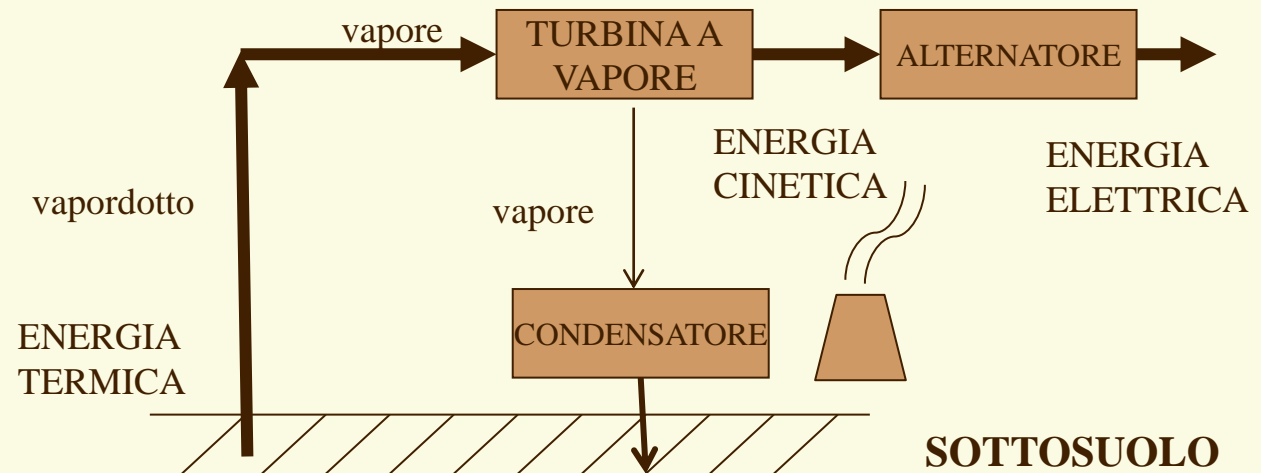 vapore
TURBINA A
VAPORE
ALTERNATORE
ENERGIA
CINETICA
ENERGIA
ELETTRICA
vapordotto
vapore
CONDENSATORE
ENERGIA
TERMICA
SOTTOSUOLO